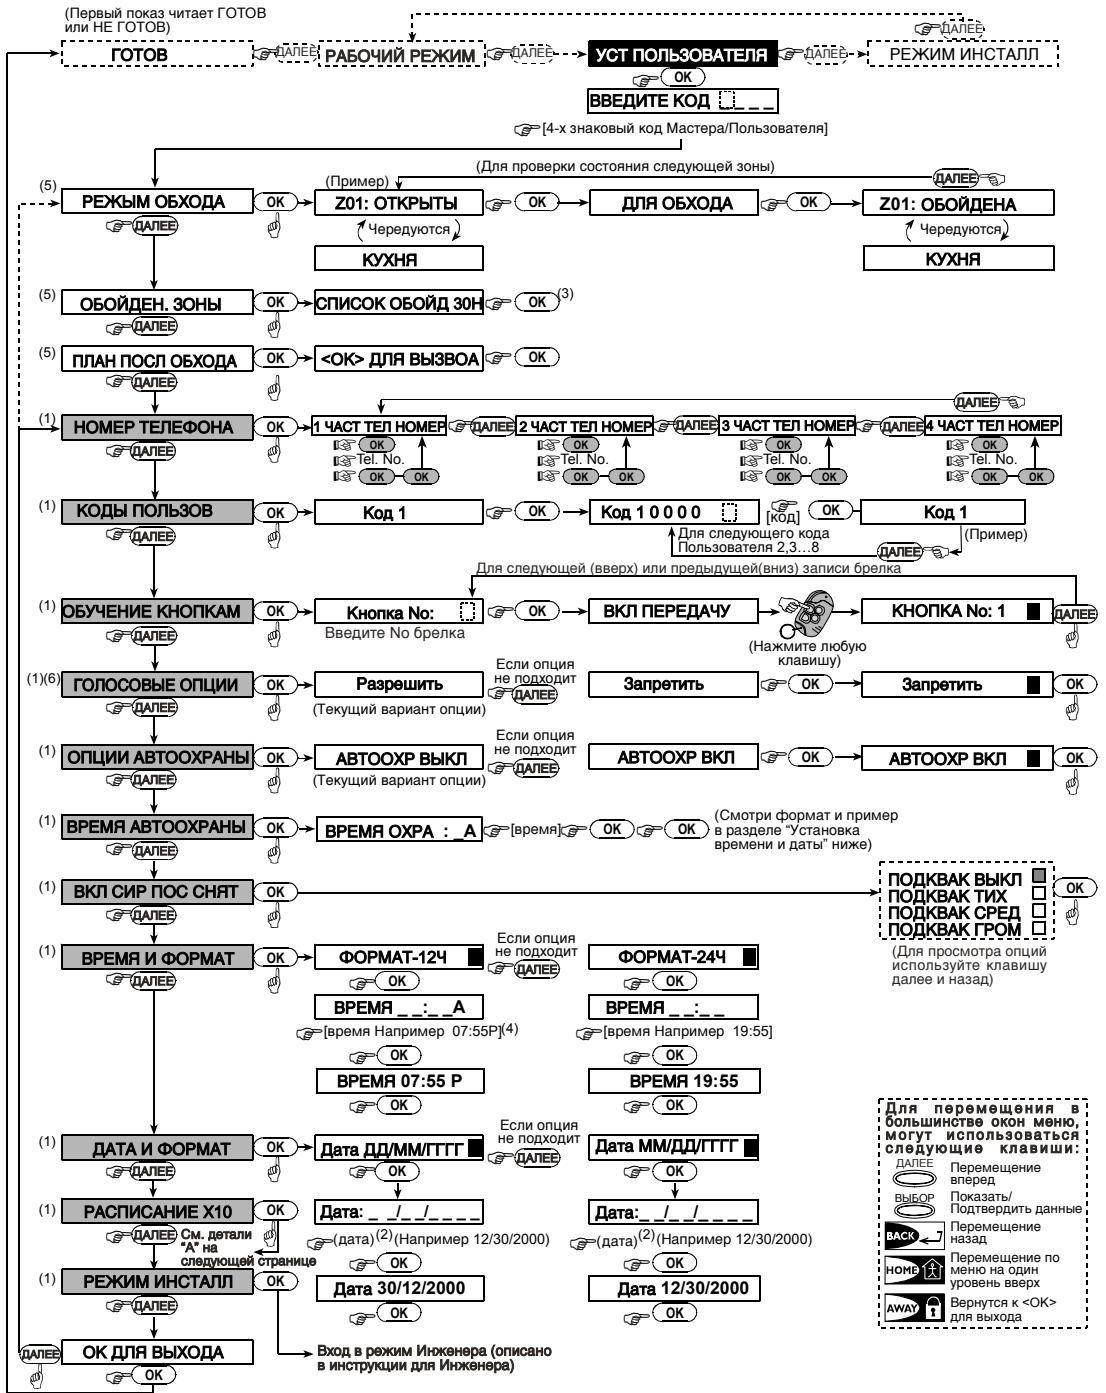 (Первый показ читает ГОТОВ
или НЕ ГОТОВ)
ГОТОВ
ДАЛЕЕ
РАБОЧИЙ РЕЖИМ
ДАЛЕЕ
УСТ ПОЛЬЗОВАТЕЛЯ
ДАЛЕЕ
РЕЖИМ ИНСТАЛЛ
ДАЛЕЕ
OK
ВВЕДИТЕ КОД _ _ _
[4-х знаковый код Мастера/Пользователя]
(Для проверки состояния следующей зоны)
ДАЛЕЕ
(5)
РЕЖЫМ ОБХОДА
OK
(Пример)
Z01: ОТКРЫТЫ
OK
ДЛЯ ОБХОДА
OK
Z01: ОБОЙДЕНА
ДАЛЕЕ
Чередуются
Чередуются
КУХНЯ
КУХНЯ
(5)
ОБОЙДЕН. ЗОНЫ
OK
СПИСОК ОБОЙД ЗОН
OK
(3)
ДАЛЕЕ
(5)
ПЛАН ПОСЛ ОБХОДА
OK
<OK> ДЛЯ ВЫЗВОА
OK
ДАЛЕЕ
ДАЛЕЕ
(1)
НОМЕР ТЕЛЕФОНА
OK
1 ЧАСТ ТЕЛ НОМЕР
ДАЛЕЕ
2 ЧАСТ ТЕЛ НОМЕР
ДАЛЕЕ
3 ЧАСТ ТЕЛ НОМЕР
ДАЛЕЕ
4 ЧАСТ ТЕЛ НОМЕР
ДАЛЕЕ
OK
OK
OK
OK
Tel. No.
Tel. No.
Tel. No.
Tel. No.
OK OK
OK OK
OK OK
OK OK
(1)
КОДЫ ПОЛЬЗОВ
OK
Код 1
OK
Код 1 0 0 0 0
[код]
OK
Код 1
ДАЛЕЕ
Для следующего кода
Пользователя 2,3...8
ДАЛЕЕ
(Пример)
Для следующей (вверх) или предыдущей(вниз) записи брелка
(1)
ОБУЧЕНИЕ КНОПКАМ
OK
Кнопка No:
OK
ВКЛ ПЕРЕДАЧУ
КНОПКА No: 1
ДАЛЕЕ
ДАЛЕЕ
Введите No брелка
(Нажмите любую
клавишу)
(1)(6)
ГОЛОСОВЫЕ ОПЦИИ
OK
Разрешить
Если опция
не подходит
ДАЛЕЕ
Запретить
OK
Запретить
OK
ДАЛЕЕ
(Текущий вариант опции)
(1)
ОПЦИИ АВТООХРАНЫ
OK
АВТООХР ВЫКЛ
Если опция
не подходит
ДАЛЕЕ
АВТООХР ВКЛ
OK
АВТООХР ВКЛ
OK
ДАЛЕЕ
(Текущий вариант опции)
(1)
ВРЕМЯ АВТООХРАНЫ
OK
ВРЕМЯ ОХРА : _A
[время]
OK
OK
(Смотри формат и пример
в разделе “Установка
времени и даты” ниже)
ДАЛЕЕ
(1)
ВКЛ СИР ПОС СНЯТ
OK
ПОДКВАК ВЫКЛ
ПОДКВАК ТИХ
ПОДКВАК СРЕД
ПОДКВАК ГРОМ
OK
(Для просмотра опций
используйте клавишу
далее и назад)
ДАЛЕЕ
(1)
ВРЕМЯ И ФОРМАТ
OK
ФОРМАТ-12Ч
Если опция
не подходит
ДАЛЕЕ
ФОРМАТ-24Ч
ДАЛЕЕ
ВРЕМЯ _ _:_ _A
ВРЕМЯ _ _:_ _
[время Например 07:55P](4)
[время Например 19:55]
OK
OK
ВРЕМЯ 07:55 P
ВРЕМЯ 19:55
OK
OK
(1)
ДАТА И ФОРМАТ
OK
Дата ДД/ММ/ГГГГ
Если опция
не подходит
ДАЛЕЕ
Дата ММ/ДД/ГГГГ
ДАЛЕЕ
OK
OK
(1)
РАСПИСАНИЕ X10
OK
Дата:_ _/_ _/_ _ _ _
Дата:_ _/_ _/_ _ _ _
ДАЛЕЕ
См. детали
“А” на
следующей странице
(дата)(2)(Например 12/30/2000)
(дата)(2)(Например 12/30/2000)
OK
OK
(1)
РЕЖИМ ИНСТАЛЛ
OK
Дата 30/12/2000
Дата 12/30/2000
ДАЛЕЕ
OK
OK
ДАЛЕЕ
ОК ДЛЯ ВЫХОДА
OK
Вход в режим Инженера (описано
в инструкции для Инженера)
Для перемещения в
большинстве окон меню,
могут использоваться
следующие клавиши:
ДАЛЕЕ
Перемещение
вперед
ВЫБОР
Показать/
Подтвердить данные
BACK
Перемещение
назад
HOME
Перемещение по
меню на один
уровень вверх
AWAY
Вернутся к <OK>
для выхода